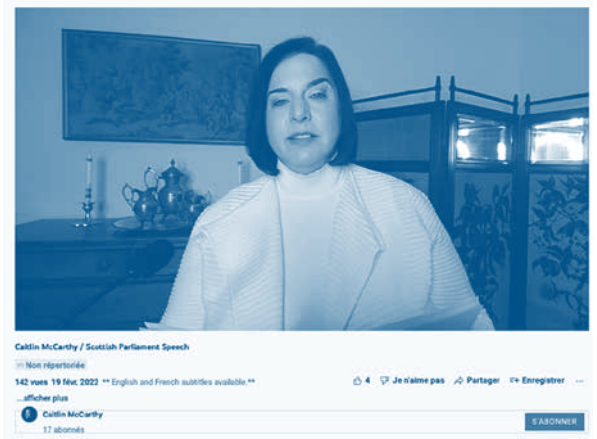 Caitlin McCarthy / Scottish Parliament Speech
Non répertoriée
142 vues 19 févr. 2022 ** English and French subtitles available.**
4 Je n'aime pas Partager Enregistrer ...
...afficher plus
Caitlin McCarthy
17 abonnés
S'ABONNER